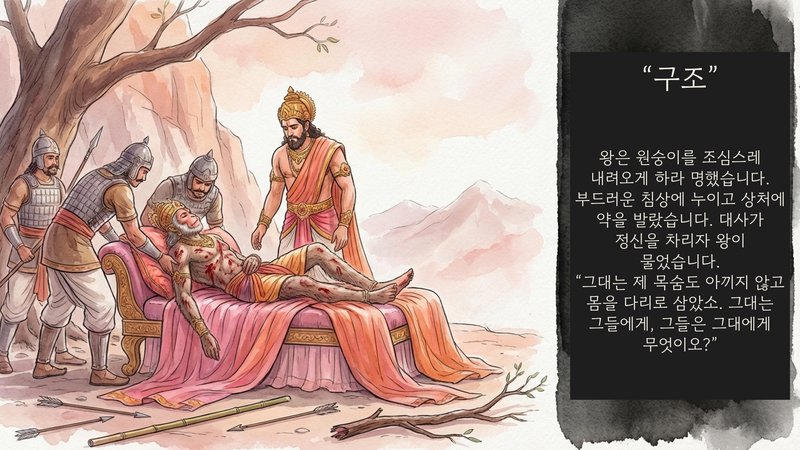 “구조”
왕은 원숭이를 조심스레
내려오게 하라 명했습니다.
부드러운 침상에 누이고 상처에
약을 발랐습니다. 대사가
정신을 차리자 왕이
물었습니다.
“그대는 제 목숨도 아끼지 않고
몸을 다리로 삼았소. 그대는
그들에게, 그들은 그대에게
무엇이오?”